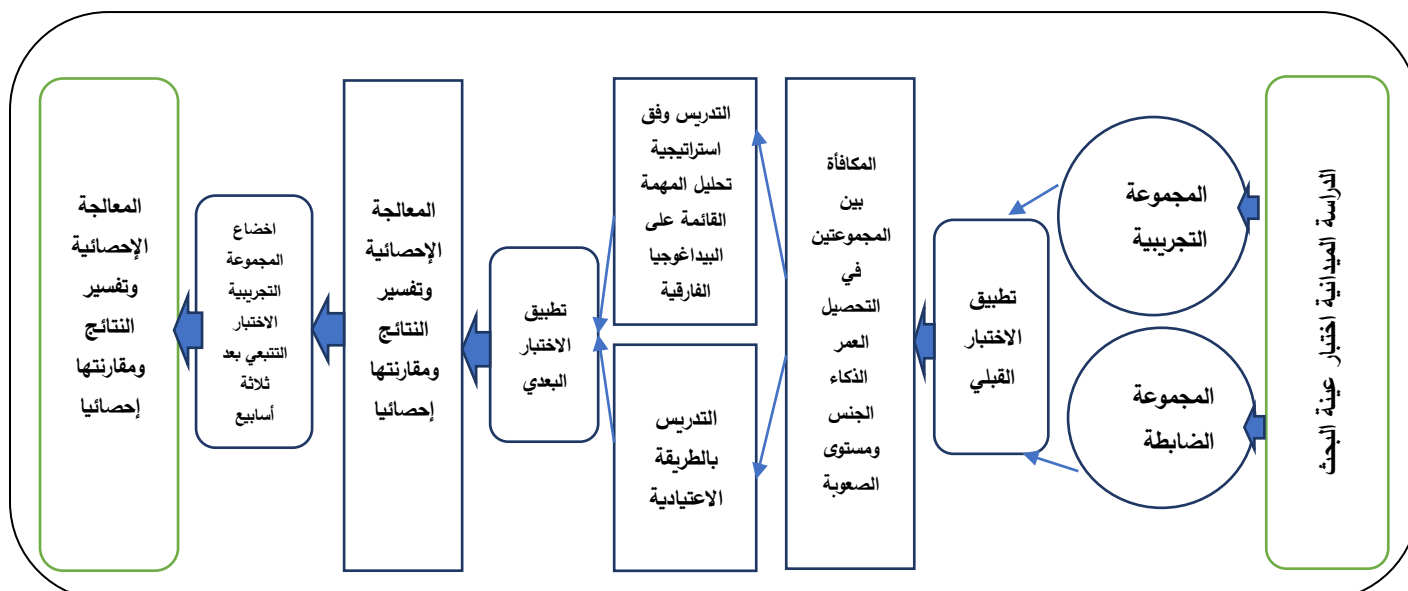 الدراسة الميدانية اختبار عينة البحث
المجموعة
التجريبية
المجموعة
الضابطة
تطبيق
الاختبار
القبلي
المكافأة
بين
المجموعتين
في
التحصيل
العمر
الذكاء
الجنس
ومستوى
الصعوبة
التدريس وفق
استراتيجية
تحليل المهمة
القائمة على
البيداغوجيا
الفارقية
التدريس
بالطريقة
الاعتيادية
تطبيق
الاختبار
البعدي
المعالجة
الإحصائية
وتفسير
النتائج
ومقارنتها
إحصائيا
اخضاع
المجموعة
التجريبية
الاختبار
التتبعي بعد
ثلاثة
أسابيع
المعالجة
الإحصائية
وتفسير
النتائج
ومقارنتها
إحصائيا